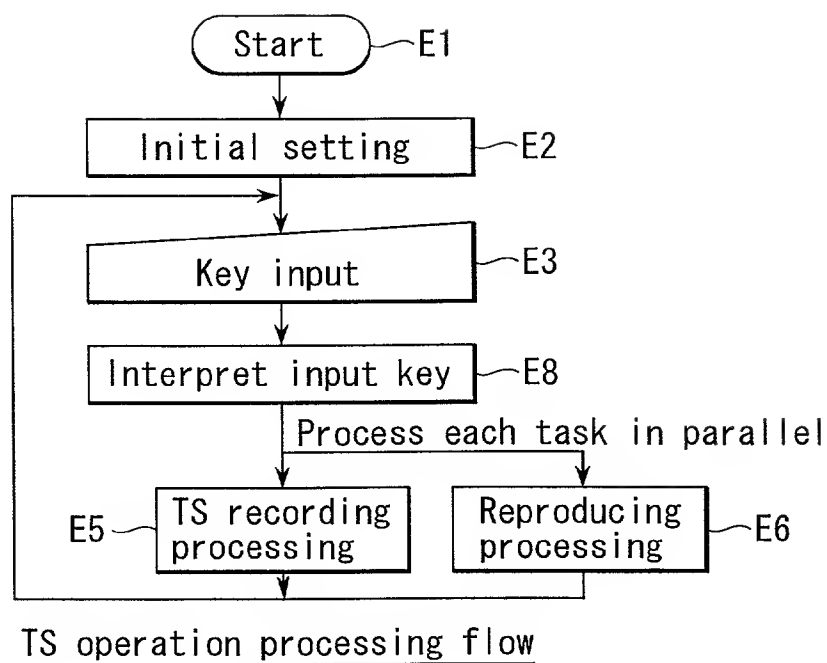 Start E1
Initial setting E2
Key input E3
Interpret input key E8
Process each task in parallel
E5 TS recording processing
Reproducing processing E6
TS operation processing flow